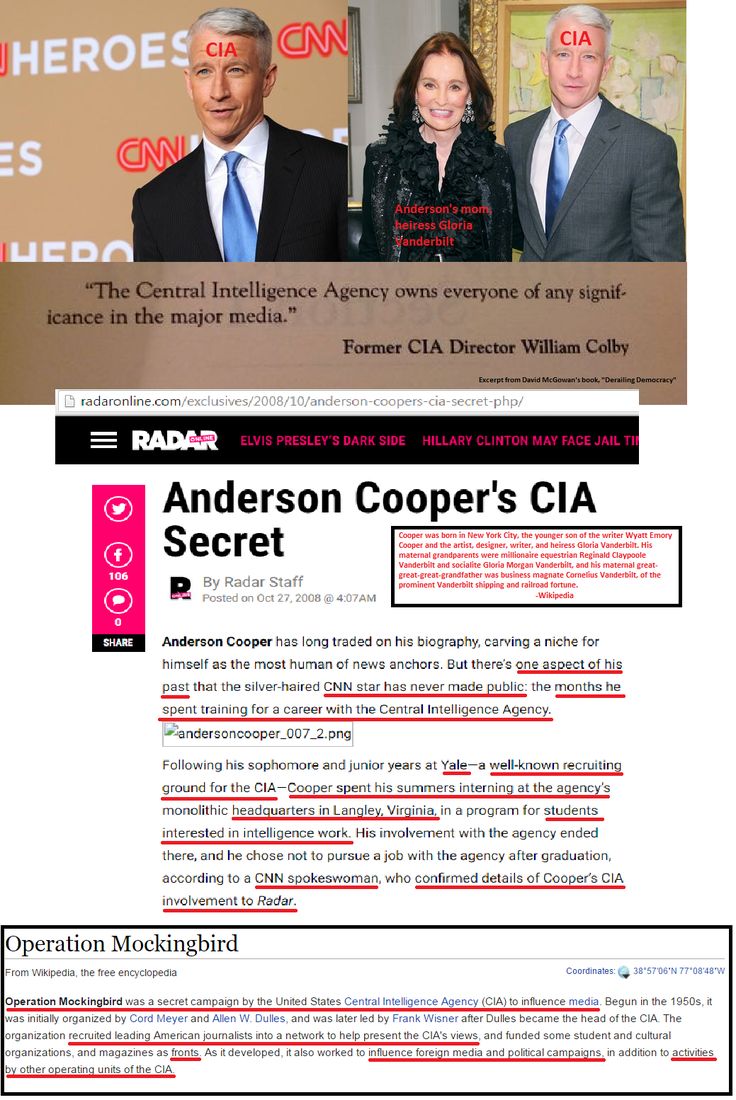 HEROES
CNN
CIA
CNN
ES
HERO
CIA
Anderson's mom,
heiress Gloria
Vanderbilt
“The Central Intelligence Agency owns everyone of any signif-
icance in the major media.”
Former CIA Director William Colby
Excerpt from David McGowan's book, "Derailing Democracy"
radaronline.com/exclusives/2008/10/anderson-coopers-cia-secret-php/
RADAR ONLINE ELVIS PRESLEY'S DARK SIDE HILLARY CLINTON MAY FACE JAIL TIM
Anderson Cooper's CIA
Secret
Cooper was born in New York City, the younger son of the writer Wyatt Emory
Cooper and the artist, designer, writer, and heiress Gloria Vanderbilt. His
maternal grandparents were millionaire equestrian Reginald Claypoole
Vanderbilt and socialite Gloria Morgan Vanderbilt, and his maternal great-
great-great-grandfather was business magnate Cornelius Vanderbilt, of the
prominent Vanderbilt shipping and railroad fortune.
-Wikipedia
106
0
SHARE
R
By Radar Staff
Posted on Oct 27, 2008 @ 4:07AM
Anderson Cooper has long traded on his biography, carving a niche for
himself as the most human of news anchors. But there's one aspect of his
past that the silver-haired CNN star has never made public: the months he
spent training for a career with the Central Intelligence Agency.
andersoncooper_007_2.png
Following his sophomore and junior years at Yale—a well-known recruiting
ground for the CIA—Cooper spent his summers interning at the agency's
monolithic headquarters in Langley, Virginia, in a program for students
interested in intelligence work. His involvement with the agency ended
there, and he chose not to pursue a job with the agency after graduation,
according to a CNN spokeswoman, who confirmed details of Cooper's CIA
involvement to Radar.
Operation Mockingbird
From Wikipedia, the free encyclopedia
Coordinates: 38°57′06″N 77°08′48″W
Operation Mockingbird was a secret campaign by the United States Central Intelligence Agency (CIA) to influence media. Begun in the 1950s, it
was initially organized by Cord Meyer and Allen W. Dulles, and was later led by Frank Wisner after Dulles became the head of the CIA. The
organization recruited leading American journalists into a network to help present the CIA's views, and funded some student and cultural
organizations, and magazines as fronts. As it developed, it also worked to influence foreign media and political campaigns, in addition to activities
by other operating units of the CIA.